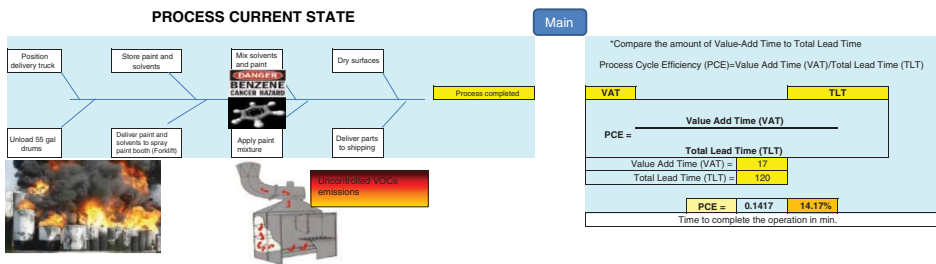 PROCESS CURRENT STATE
Main
Position
delivery truck
Store paint and
solvents
Mix solvents
and paint
Dry surfaces
DANGER
BENZENE
CANCER HAZARD
Process completed
Unload 55 gal
drums
Deliver paint and
solvents to spray
paint booth (Forklift)
Apply paint
mixture
Deliver parts
to shipping
Uncontrolled VOCs
emissions
*Compare the amount of Value-Add Time to Total Lead Time
Process Cycle Efficiency (PCE)=Value Add Time (VAT)/Total Lead Time (TLT)
VAT TLT
Value Add Time (VAT)
PCE =
Total Lead Time (TLT)
Value Add Time (VAT) = 17
Total Lead Time (TLT) = 120
PCE = 0.1417 14.17%
Time to complete the operation in min.